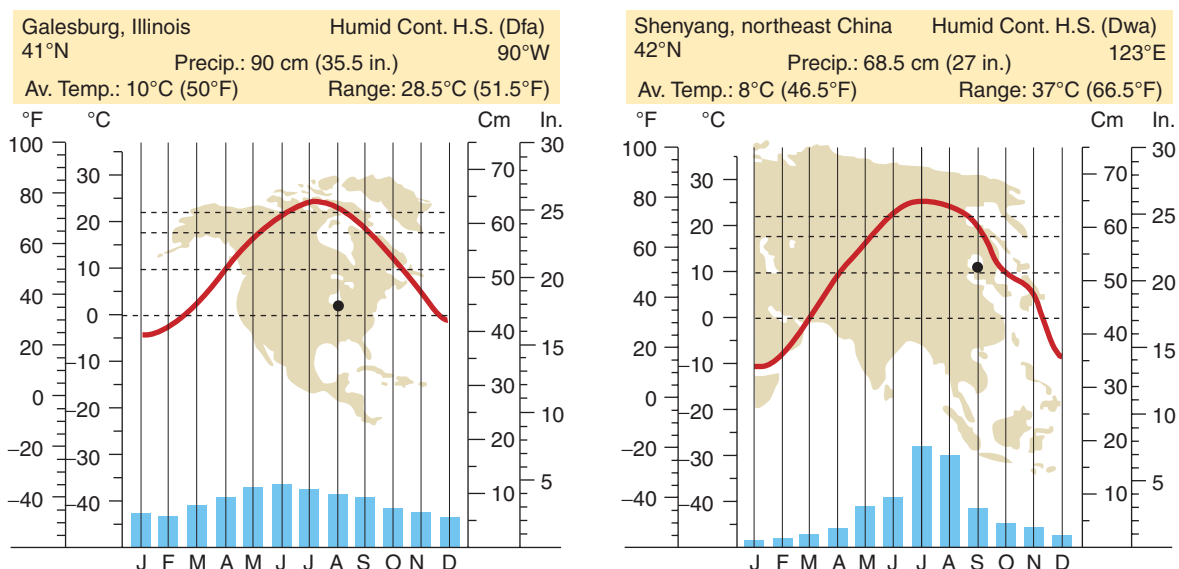 Galesburg, Illinois Humid Cont. H.S. (Dfa)
41°N 90°W
Precip.: 90 cm (35.5 in.)
Av. Temp.: 10°C (50°F) Range: 28.5°C (51.5°F)
°F °C Cm In.
100 30
70
30
80
20 60 25
60
10 50 20
40
0 40
20 15
–10
0 30
–20 10
–20 20
–30 5
–40 10
–40
J F M A M J J A S O N D
Shenyang, northeast China Humid Cont. H.S. (Dwa)
42°N 123°E
Precip.: 68.5 cm (27 in.)
Av. Temp.: 8°C (46.5°F) Range: 37°C (66.5°F)
°F °C Cm In.
100 30
70
30
80
20 60 25
60
10 50 20
40
0 40
20 15
–10
0 30
–20 10
–20 20
–30 5
–40 10
–40
J F M A M J J A S O N D